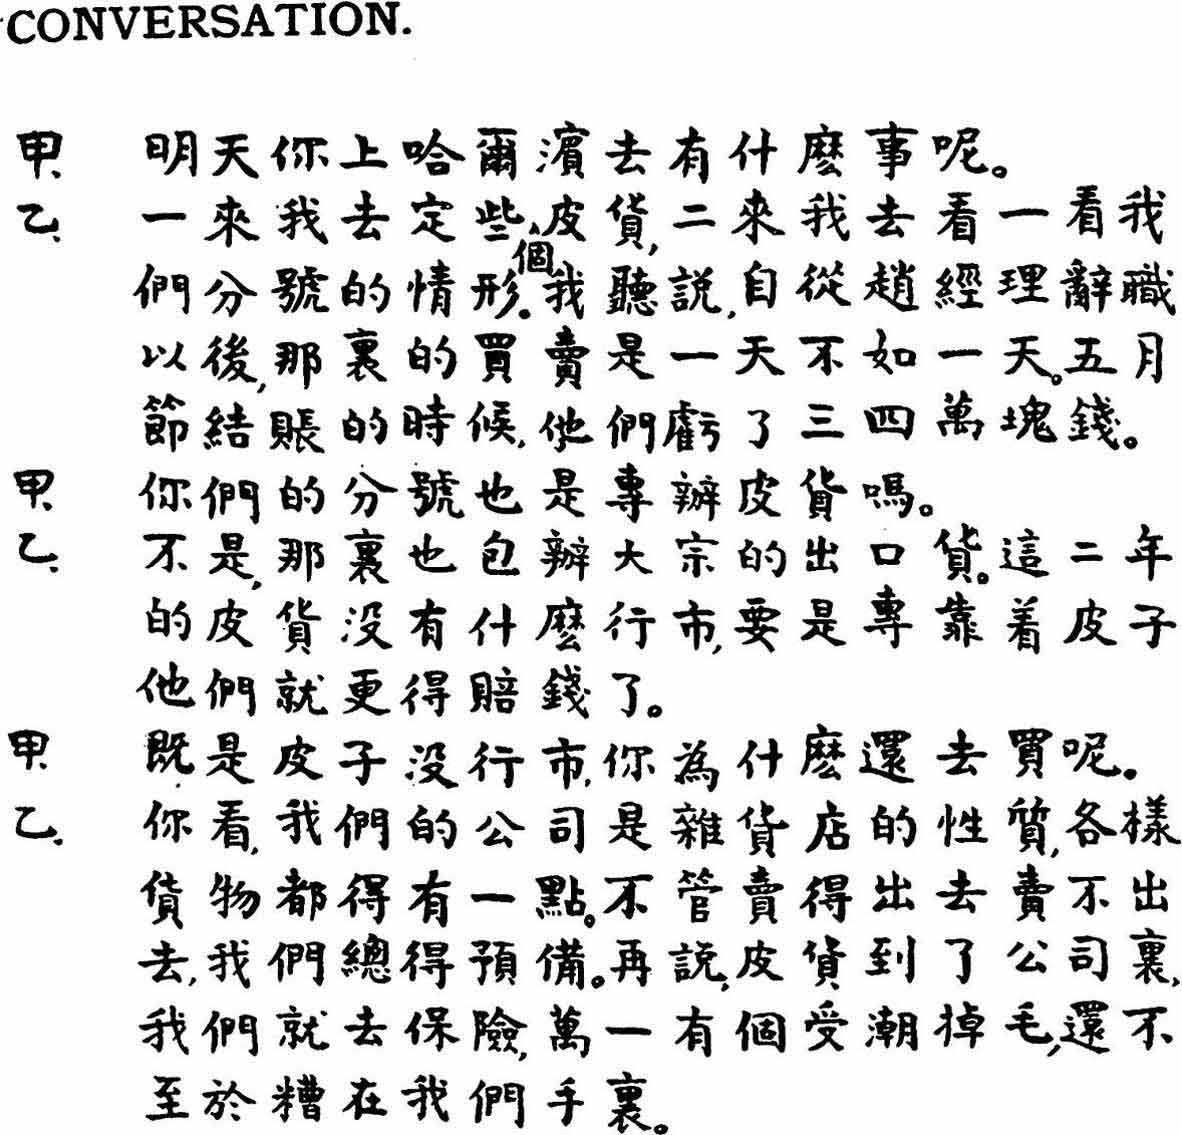 CONVERSATION.
甲、 明天你上哈爾濱去有什麽事呢。
乙、 一來我去定些個皮貨,二來我去看一看我
們分號的情形。我聽説,自從趙經理辭職
以後,那裏的買賣是一天不如一天。五月
節結賬的時候,他們虧了三四萬塊錢。
甲、 你們的分號也是專辦皮貨嗎。
乙、 不是,那裏也包辦大宗的出口貨。這二年
的皮貨没有什麽行市,要是專靠着皮子
他們就更得賠錢了。
甲、 既是皮子没行市,你為什麽還去買呢。
乙、 你看,我們的公司是雜貨店的性質,各樣
貨物都得有一點。不管賣得出去賣不出
去,我們總得預備。再説,皮貨到了公司裏,
我們就去保險,萬一有個受潮掉毛,還不
至於糟在我們手裏。